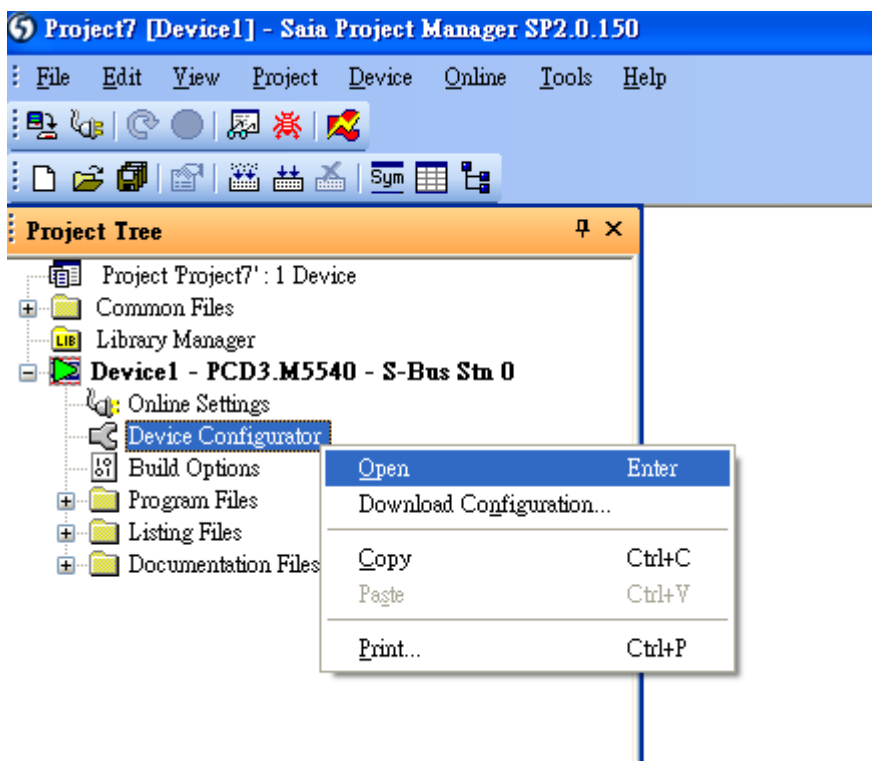 Project7 [Device1] - Saia Project Manager SP2.0.150
File Edit View Project Device Online Tools Help
Sym
Project Tree
Project 'Project7' : 1 Device
Common Files
LIB Library Manager
Device1 - PCD3.M5540 - S-Bus Stn 0
Online Settings
Device Configurator
Build Options
Program Files
Listing Files
Documentation Files
Open Enter
Download Configuration...
Copy Ctrl+C
Paste Ctrl+V
Print... Ctrl+P